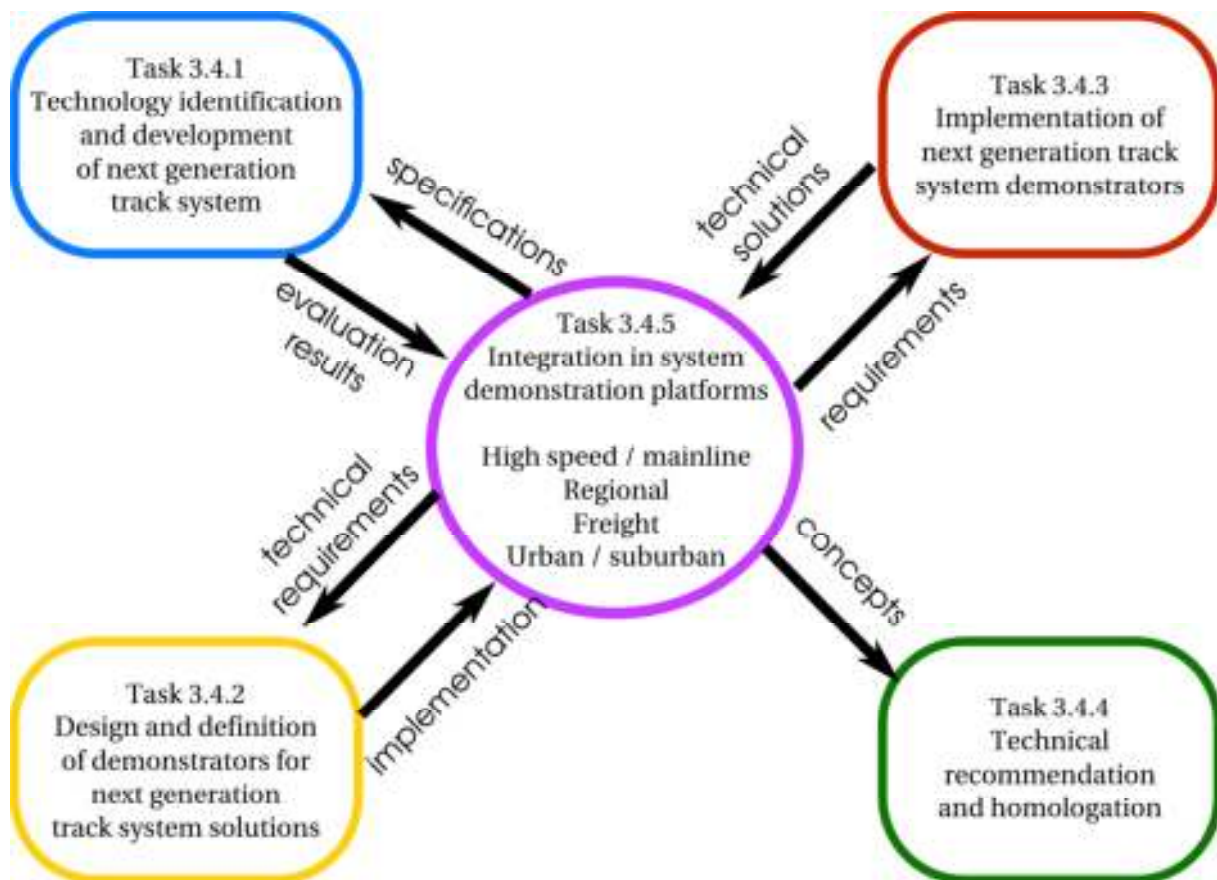 Task 3.4.1
Technology identification
and development
of next generation
track system
Task 3.4.3
Implementation of
next generation track
system demonstrators
specifications
evaluation
results
technical
solutions
requirements
Task 3.4.5
Integration in system
demonstration platforms
High speed / mainline
Regional
Freight
Urban / suburban
technical
requirements
implementation
concepts
Task 3.4.2
Design and definition
of demonstrators for
next generation
track system solutions
Task 3.4.4
Technical
recommendation
and homologation